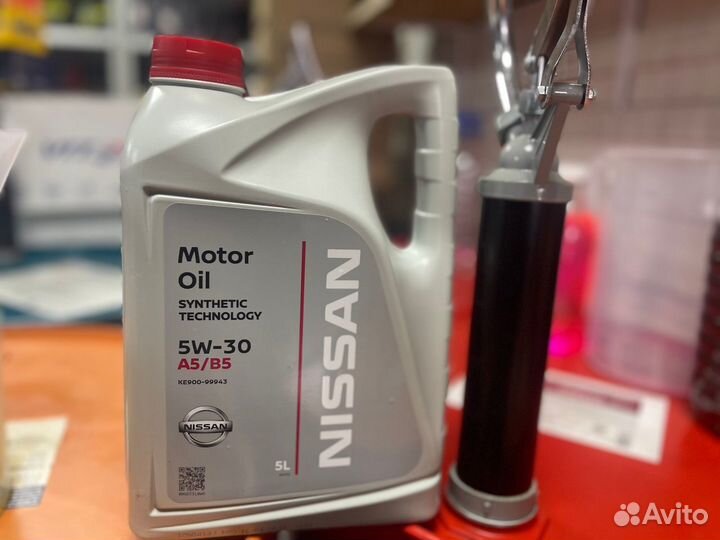 Motor
Oil
SYNTHETIC
TECHNOLOGY
5W-30
A5/B5
KE900-99943
NISSAN
5L
NISSAN
Avito